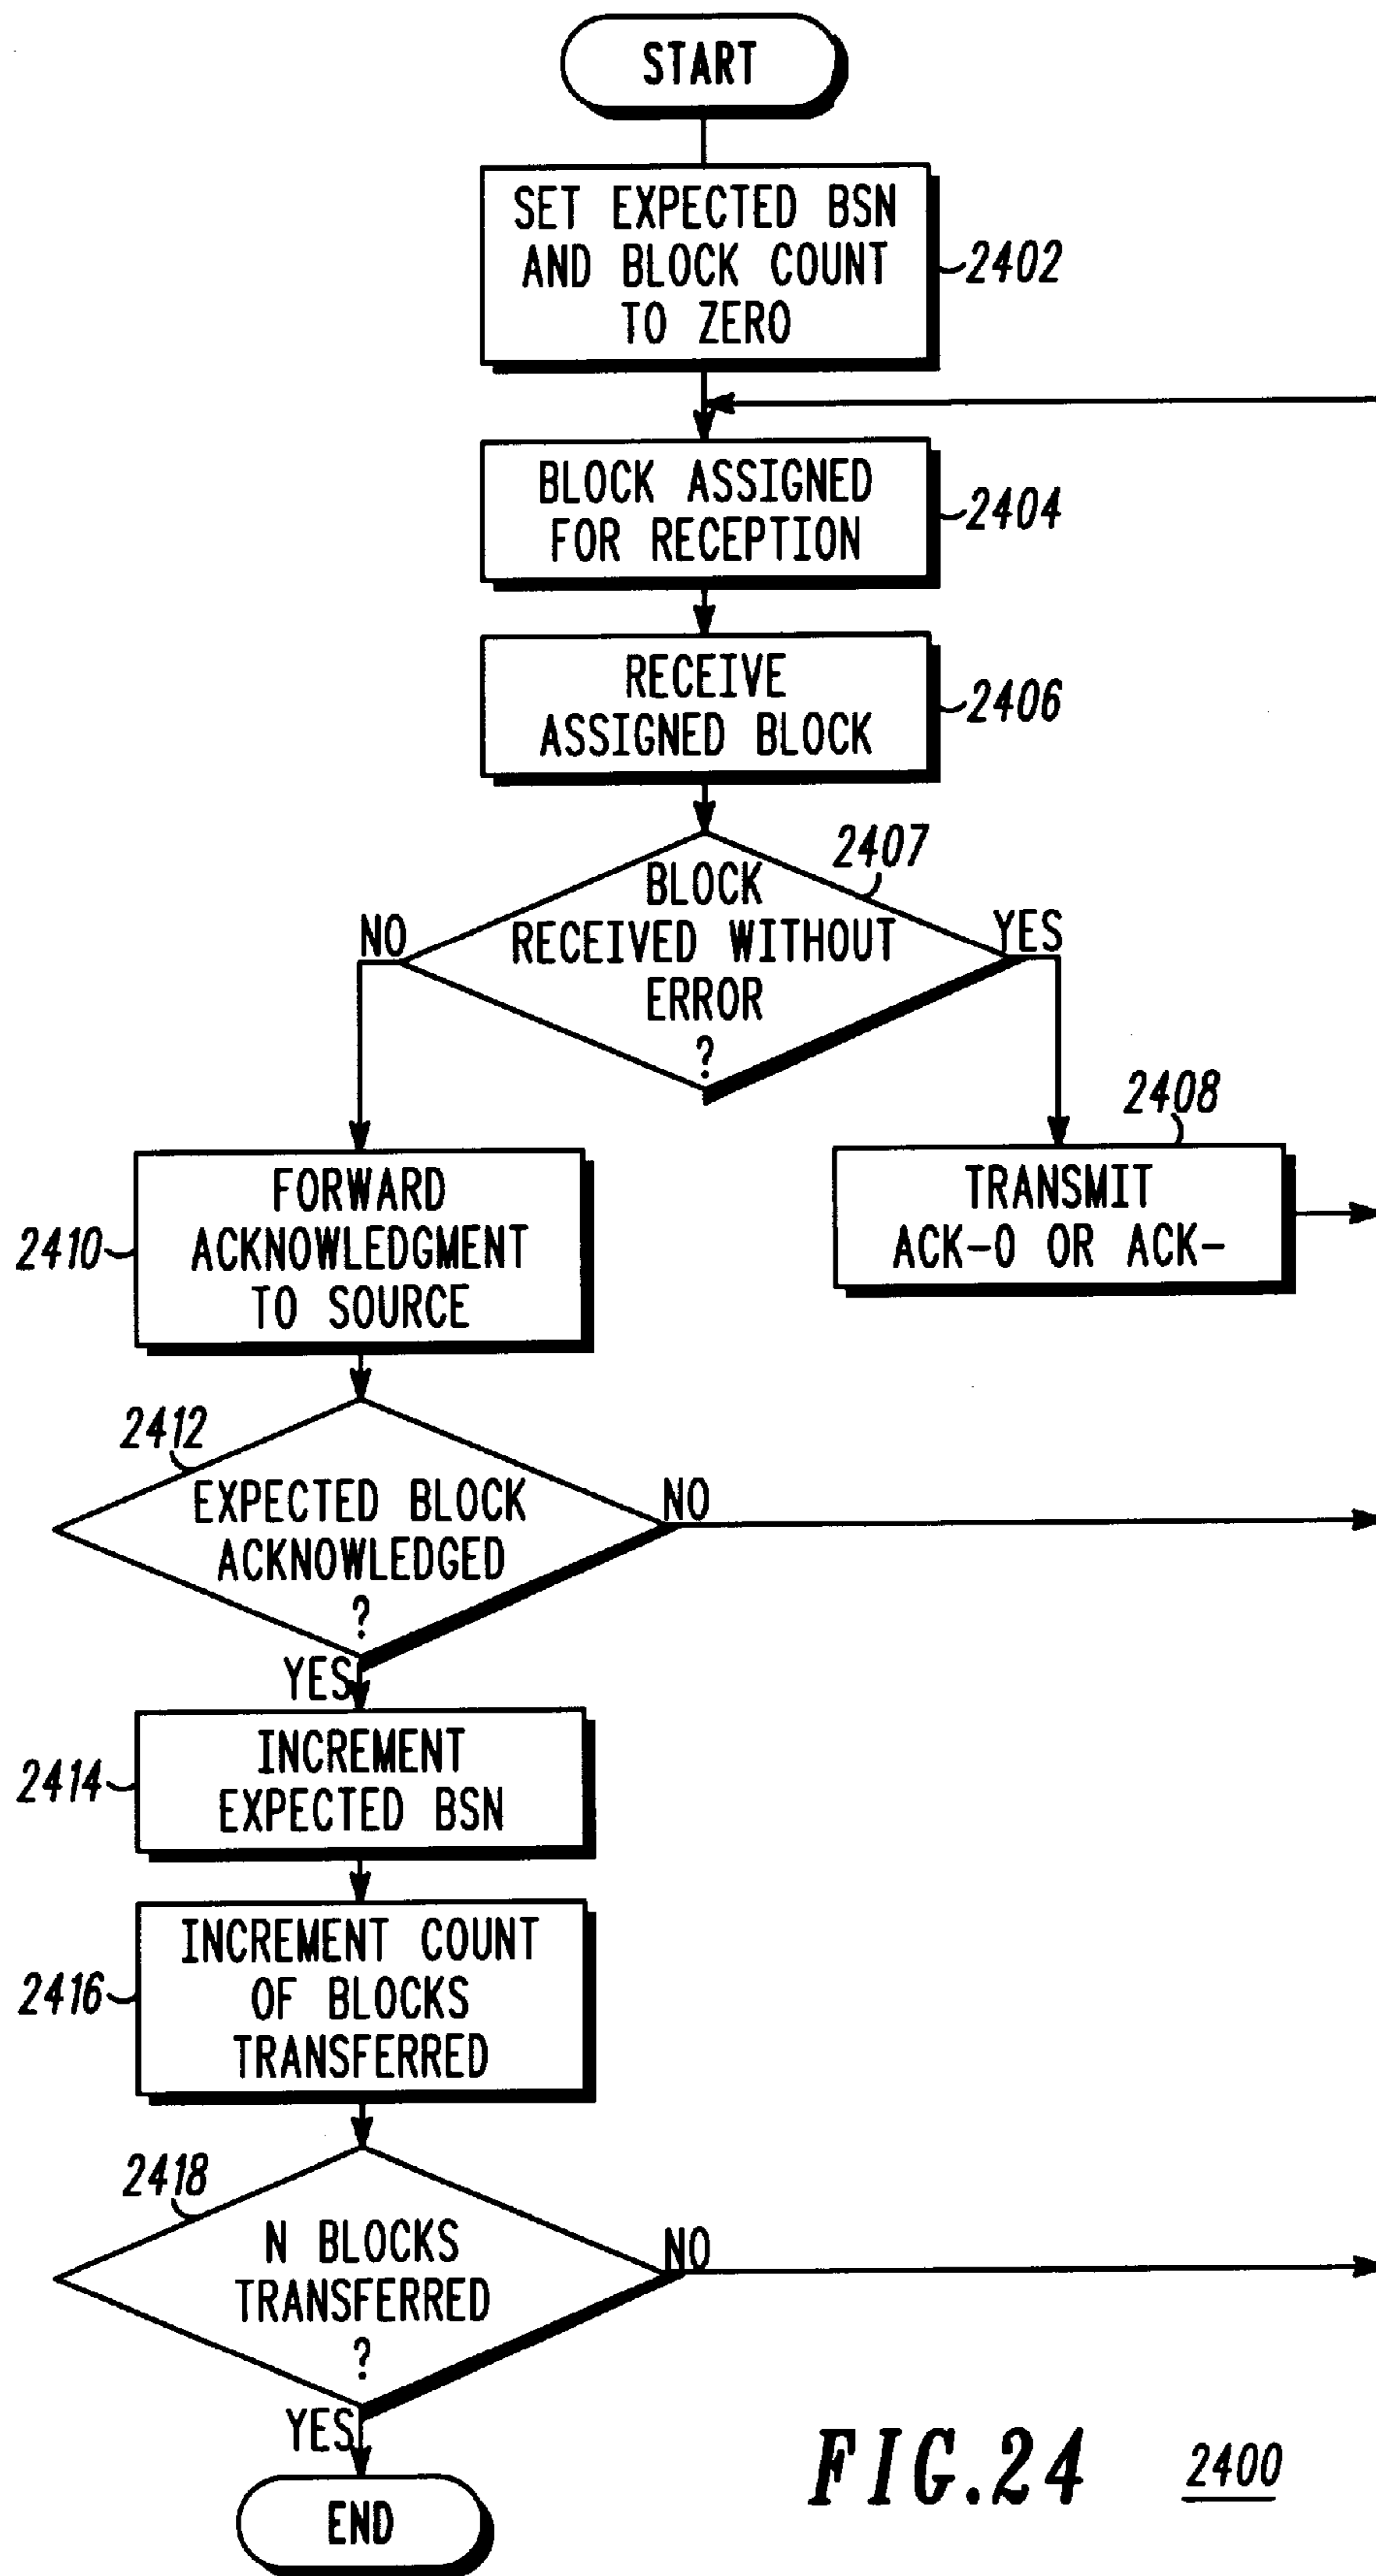 START
SET EXPECTED BSN
AND BLOCK COUNT
TO ZERO
2402
BLOCK ASSIGNED
FOR RECEPTION
2404
RECEIVE
ASSIGNED BLOCK
2406
2407
BLOCK
RECEIVED WITHOUT
ERROR
?
NO
YES
2408
TRANSMIT
ACK-0 OR ACK-
FORWARD
ACKNOWLEDGMENT
TO SOURCE
2410
2412
EXPECTED BLOCK
ACKNOWLEDGED
?
NO
YES
INCREMENT
EXPECTED BSN
2414
INCREMENT COUNT
OF BLOCKS
TRANSFERRED
2416
2418
N BLOCKS
TRANSFERRED
?
NO
YES
END
FIG.24 2400